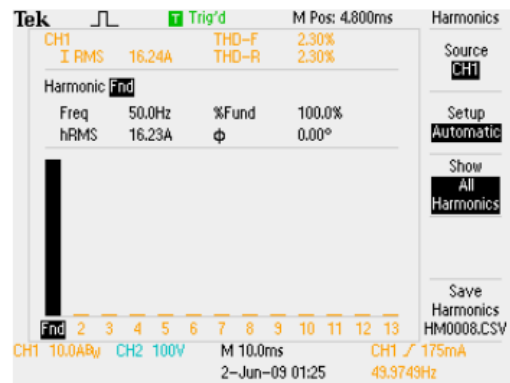 Tek T Trig'd M Pos: 4.800ms Harmonics
CH1 THD-F 2.30%
I RMS 16.24A THD-R 2.30%
Source
CH1
Harmonic Fnd
Freq 50.0Hz %Fund 100.0%
hRMS 16.23A ϕ 0.00°
Setup
Automatic
Show
All
Harmonics
Save
Harmonics
HM0008.CSV
Fnd 2 3 4 5 6 7 8 9 10 11 12 13
CH1 10.0ABw CH2 100V M 10.0ms CH1 / 175mA
2-Jun-09 01:25 49.9749Hz